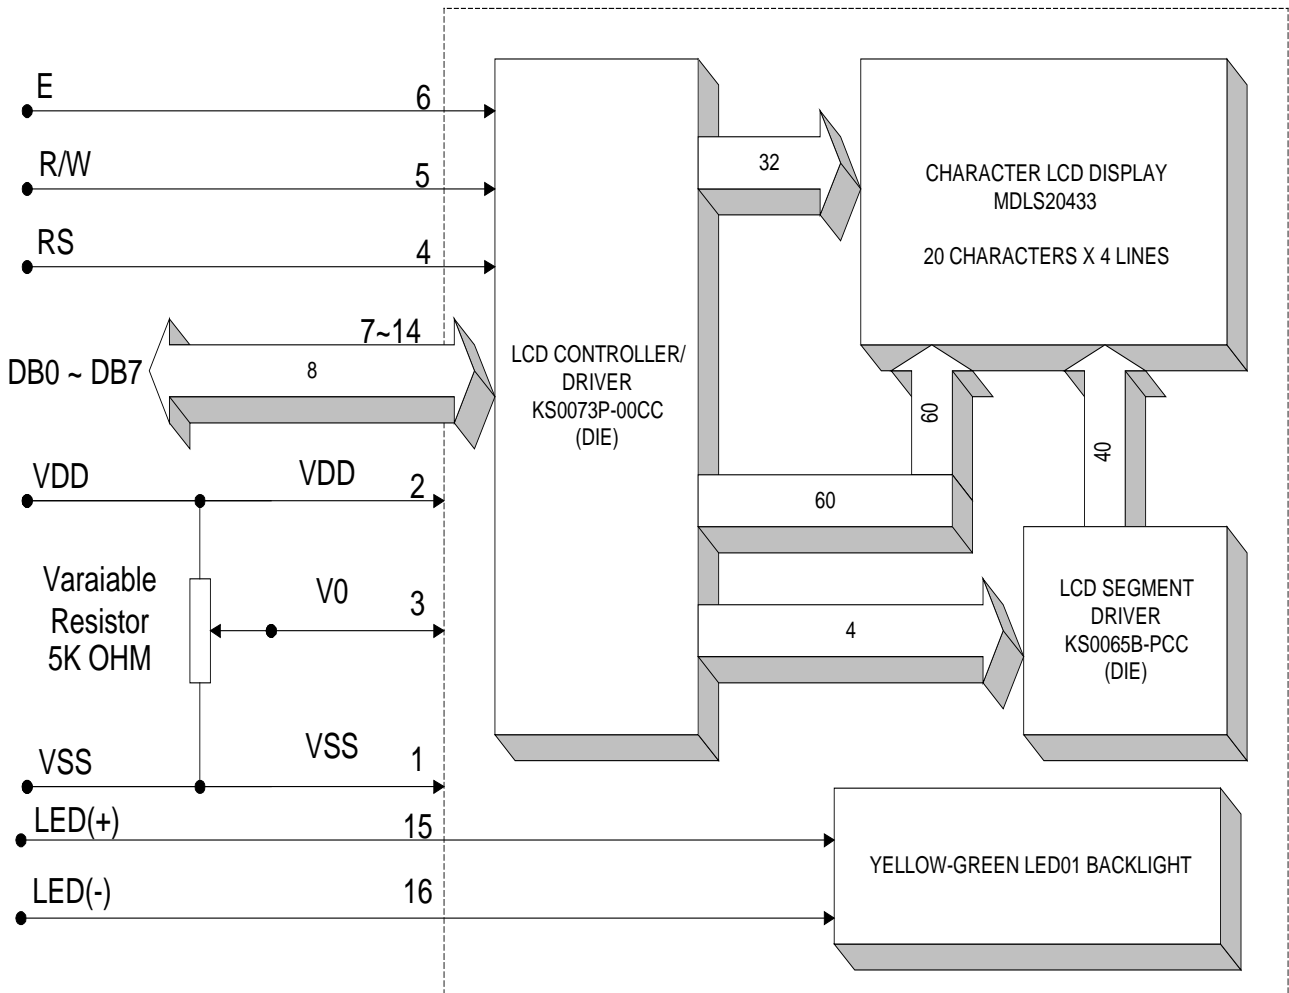 E
6
R/W
5
RS
4
DB0 ~ DB7
7~14
8
VDD
VDD
2
Varaiable
Resistor
5K OHM
V0
3
VSS
VSS
1
LED(+)
15
LED(-)
16
LCD CONTROLLER/
DRIVER
KS0073P-00CC
(DIE)
32
CHARACTER LCD DISPLAY
MDLS20433
20 CHARACTERS X 4 LINES
60
60
40
4
LCD SEGMENT
DRIVER
KS0065B-PCC
(DIE)
YELLOW-GREEN LED01 BACKLIGHT